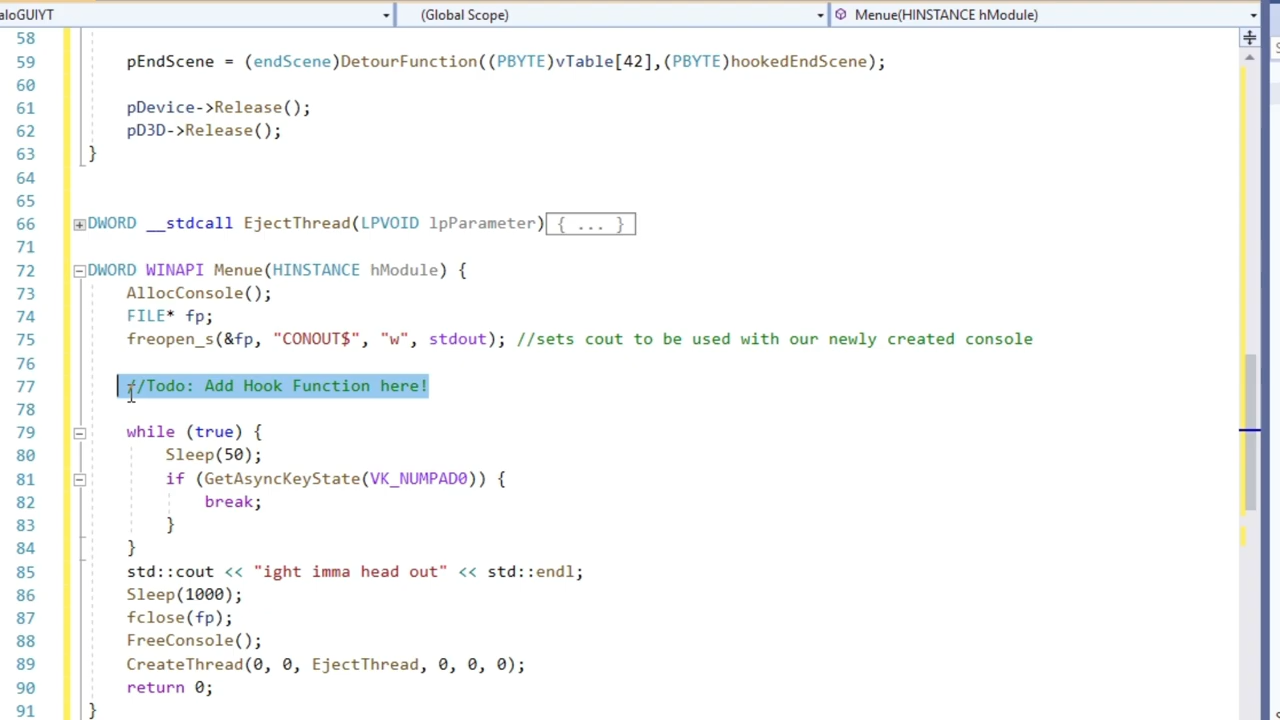 aloGUIYT (Global Scope) Menue(HINSTANCE hModule)
58
59 pEndScene = (endScene)DetourFunction((PBYTE)vTable[42],(PBYTE)hookedEndScene);
60
61 pDevice->Release();
62 pD3D->Release();
63 }
64
65
66 DWORD __stdcall EjectThread(LPVOID lpParameter){ ... }
71
72 DWORD WINAPI Menue(HINSTANCE hModule) {
73 AllocConsole();
74 FILE* fp;
75 freopen_s(&fp, "CONOUT$", "w", stdout); //sets cout to be used with our newly created console
76
77 //Todo: Add Hook Function here!
78
79 while (true) {
80 Sleep(50);
81 if (GetAsyncKeyState(VK_NUMPAD0)) {
82 break;
83 }
84 }
85 std::cout << "ight imma head out" << std::endl;
86 Sleep(1000);
87 fclose(fp);
88 FreeConsole();
89 CreateThread(0, 0, EjectThread, 0, 0, 0);
90 return 0;
91 }